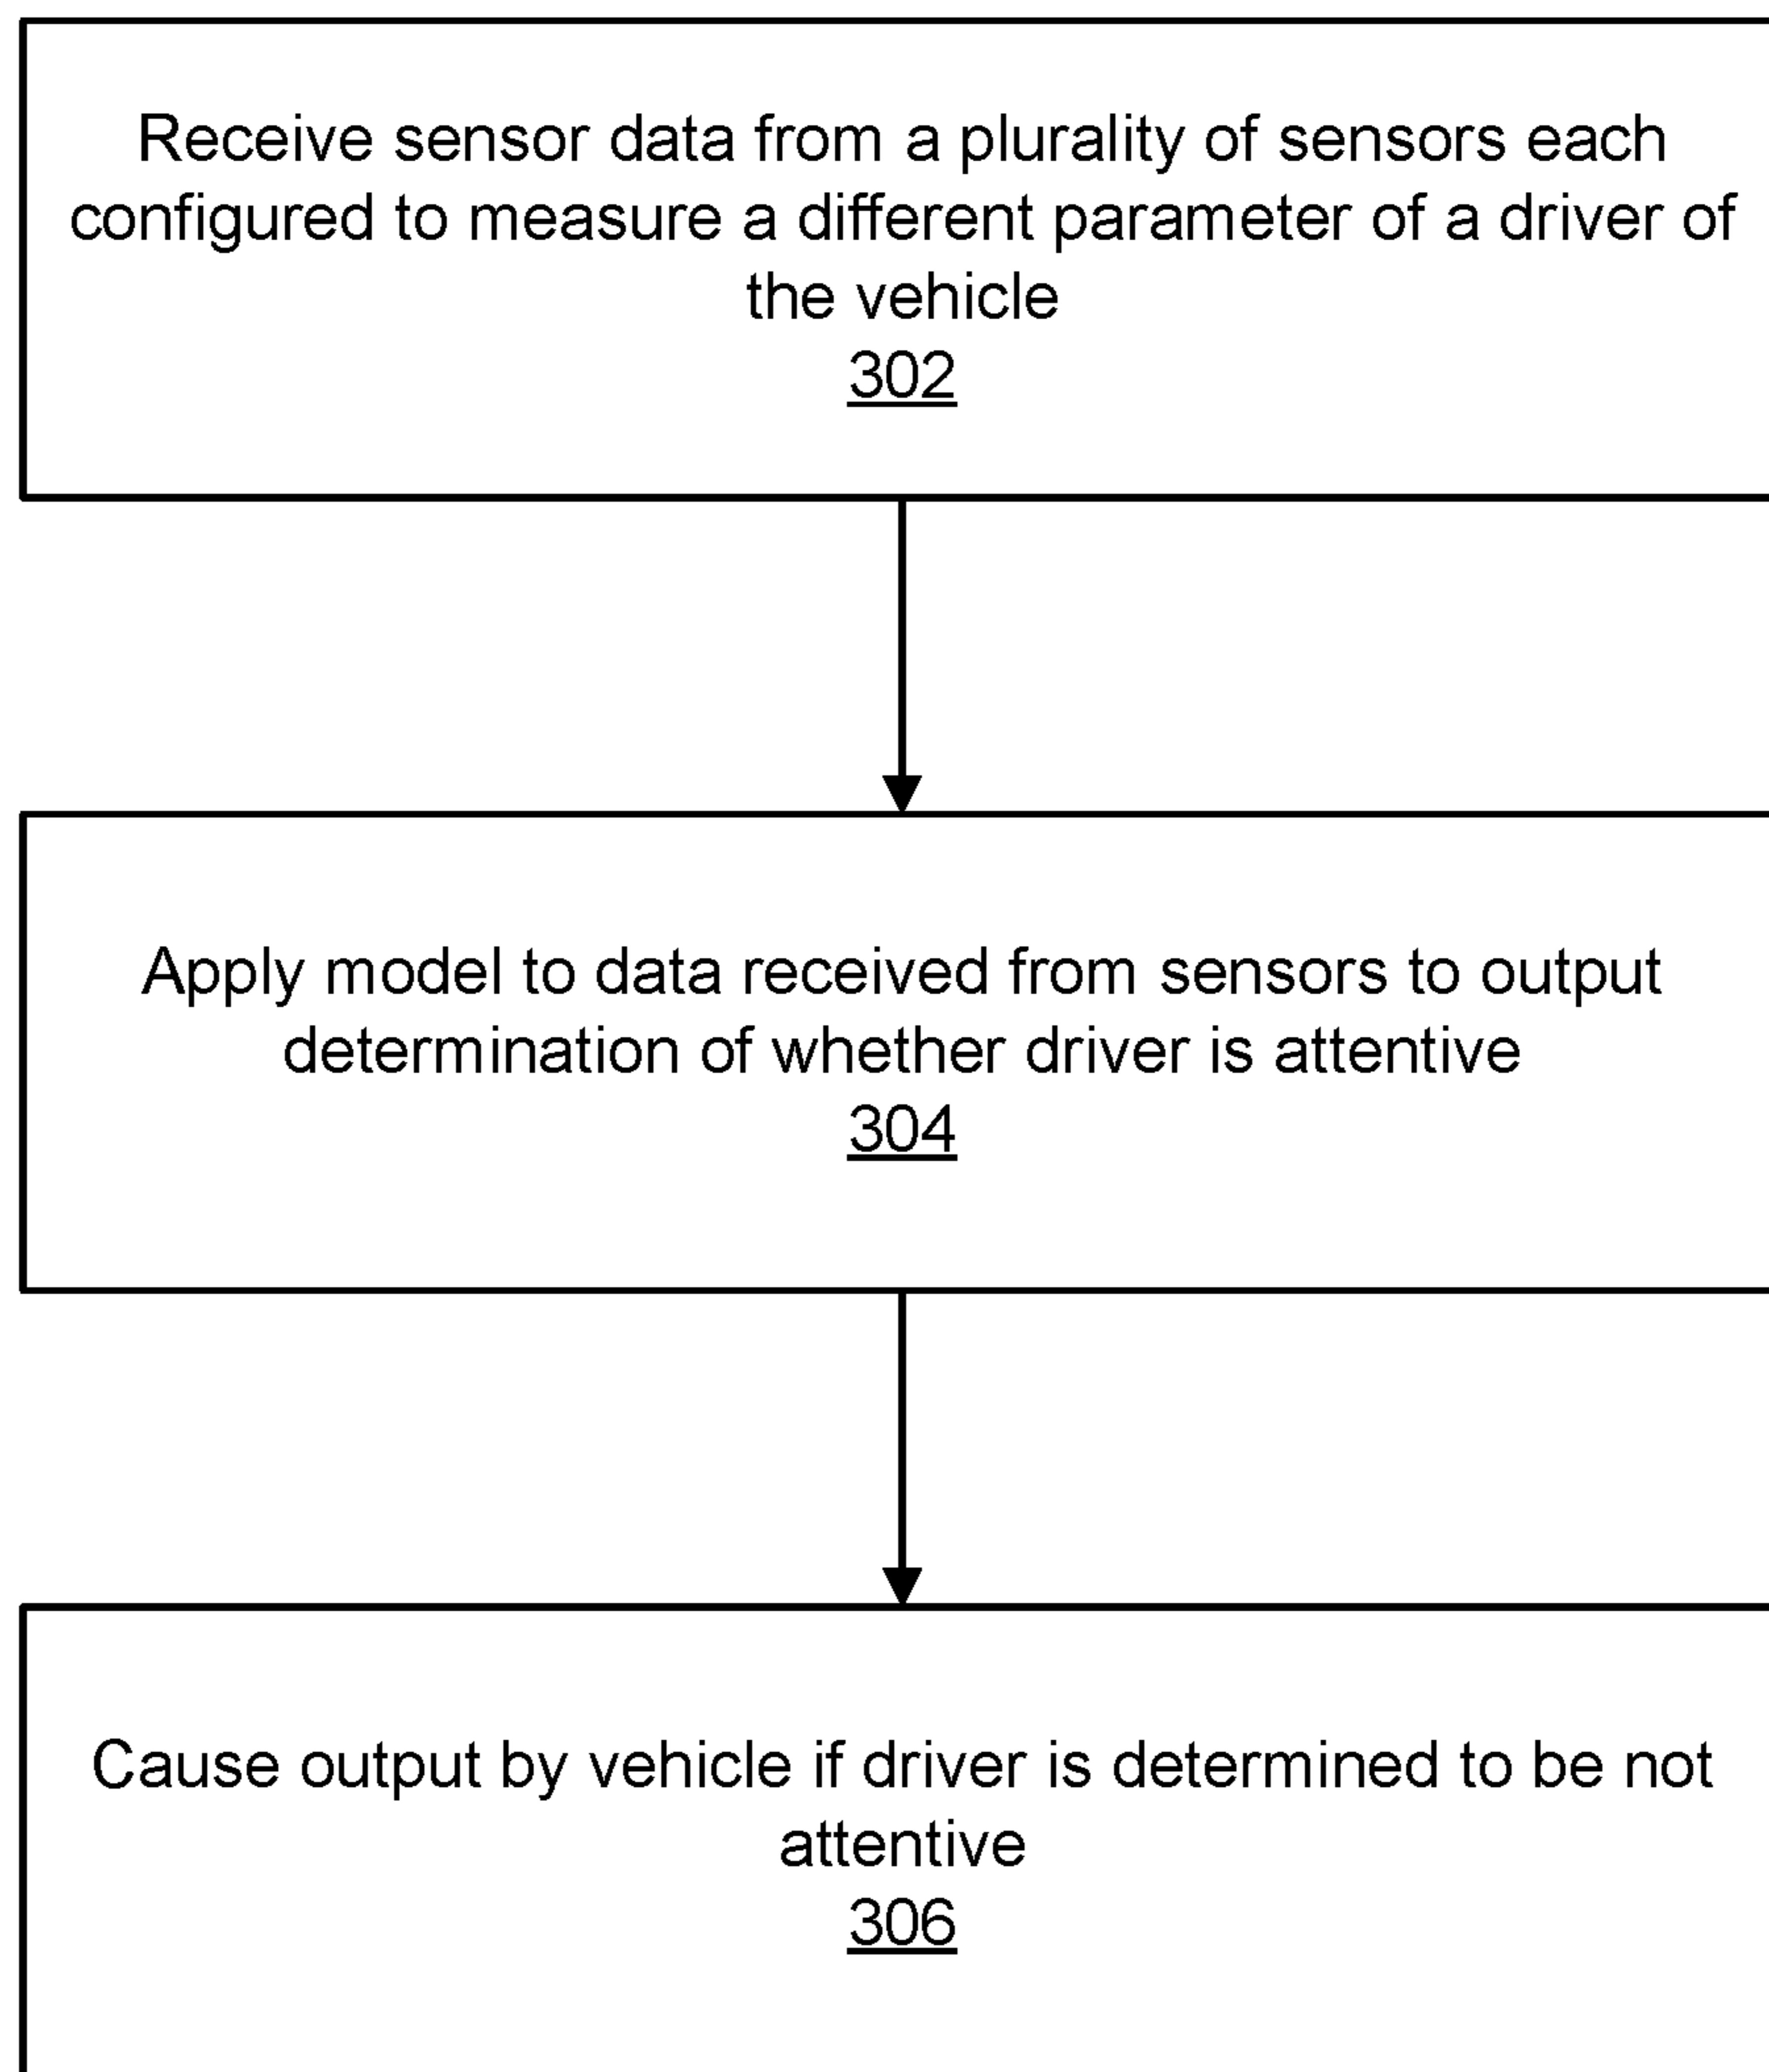 Receive sensor data from a plurality of sensors each
configured to measure a different parameter of a driver of
the vehicle
302
Apply model to data received from sensors to output
determination of whether driver is attentive
304
Cause output by vehicle if driver is determined to be not
attentive
306